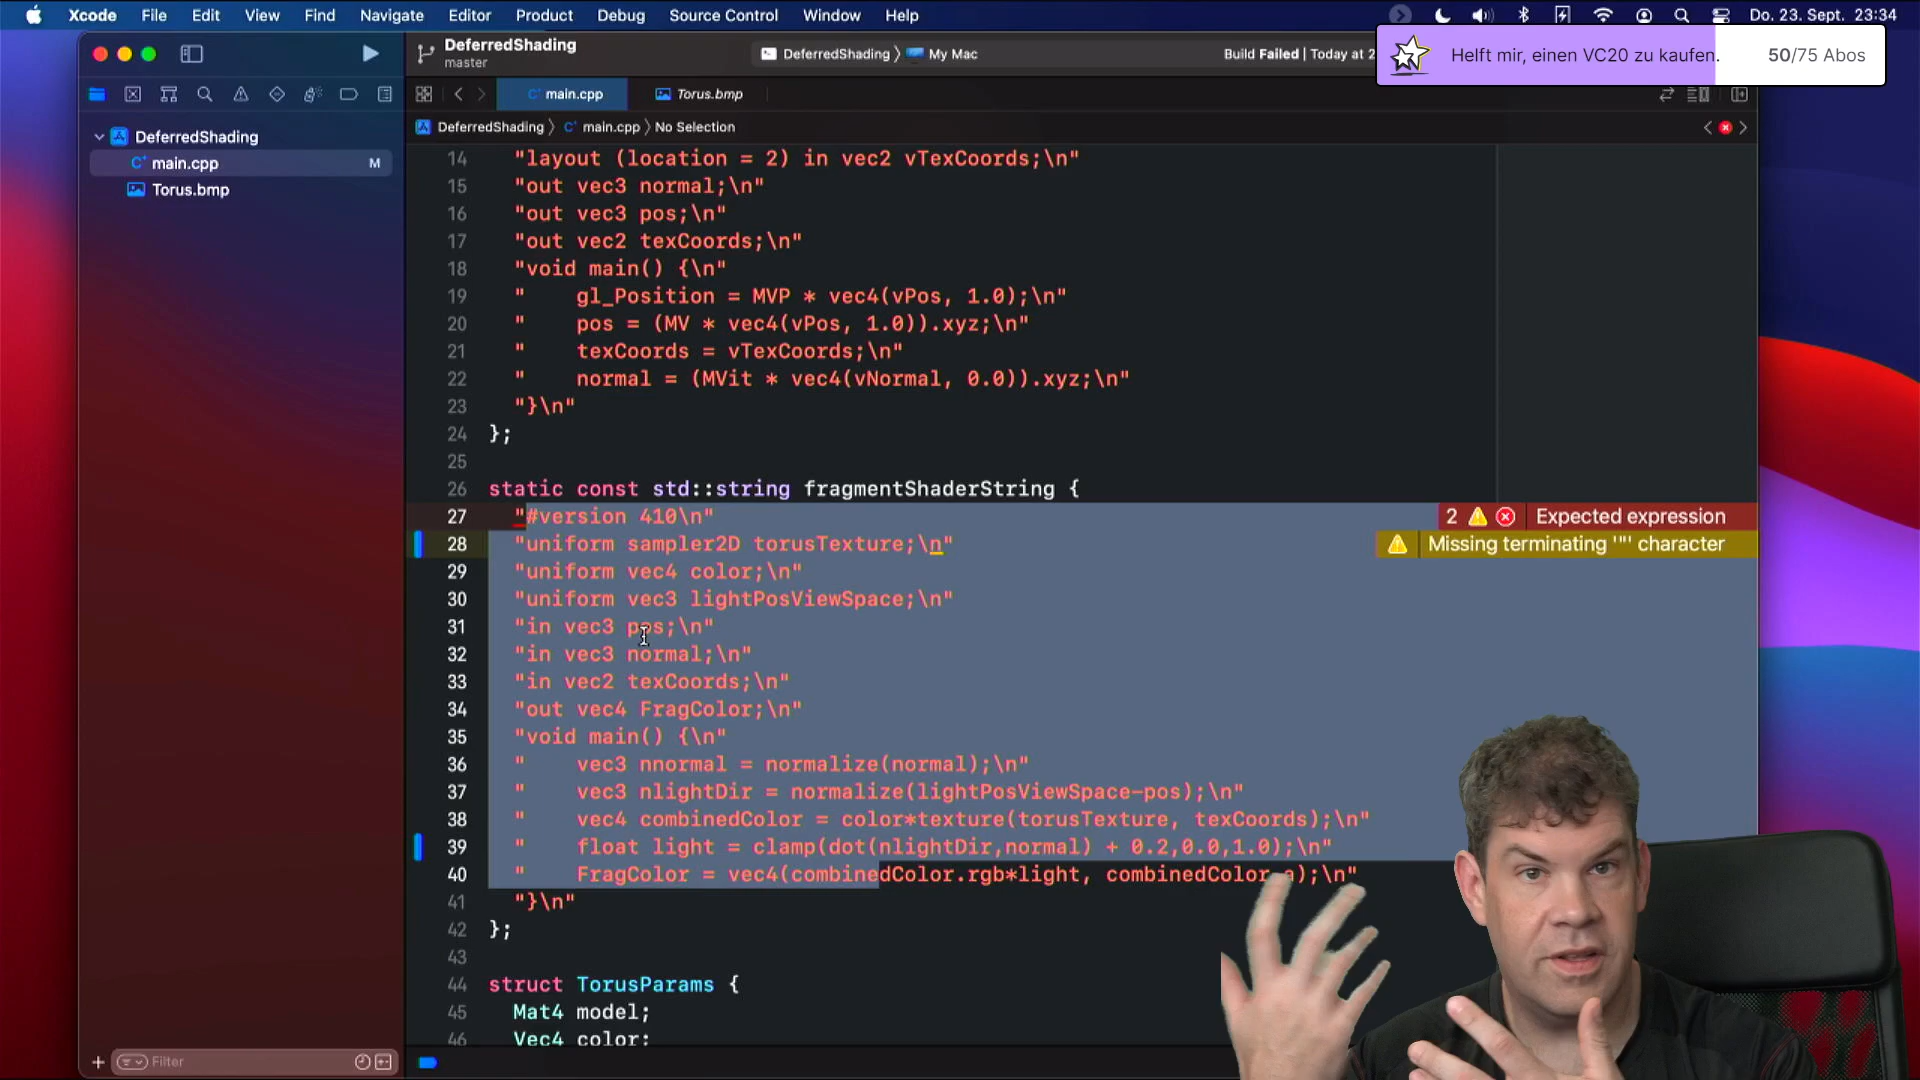 Xcode File Edit View Find Navigate Editor Product Debug Source Control Window Help Do. 23. Sept. 23:34
DeferredShading
master
DeferredShading My Mac
Build Failed | Today at 2
Helft mir, einen VC20 zu kaufen. 50/75 Abos
main.cpp Torus.bmp
DeferredShading main.cpp No Selection
DeferredShading
main.cpp M
Torus.bmp
14 "layout (location = 2) in vec2 vTexCoords;\n"
15 "out vec3 normal;\n"
16 "out vec3 pos;\n"
17 "out vec2 texCoords;\n"
18 "void main() {\n"
19 " gl_Position = MVP * vec4(vPos, 1.0);\n"
20 " pos = (MV * vec4(vPos, 1.0)).xyz;\n"
21 " texCoords = vTexCoords;\n"
22 " normal = (MVit * vec4(vNormal, 0.0)).xyz;\n"
23 "}\n"
24 };
25
26 static const std::string fragmentShaderString {
27 "#version 410\n" 2 Expected expression
28 "uniform sampler2D torusTexture;\n" Missing terminating '"' character
29 "uniform vec4 color;\n"
30 "uniform vec3 lightPosViewSpace;\n"
31 "in vec3 pos;\n"
32 "in vec3 normal;\n"
33 "in vec2 texCoords;\n"
34 "out vec4 FragColor;\n"
35 "void main() {\n"
36 " vec3 nnormal = normalize(normal);\n"
37 " vec3 nlightDir = normalize(lightPosViewSpace-pos);\n"
38 " vec4 combinedColor = color*texture(torusTexture, texCoords);\n"
39 " float light = clamp(dot(nlightDir,normal) + 0.2,0.0,1.0);\n"
40 " FragColor = vec4(combinedColor.rgb*light, combinedColor.a);\n"
41 "}\n"
42 };
43
44 struct TorusParams {
45 Mat4 model;
46 Vec4 color;
Filter